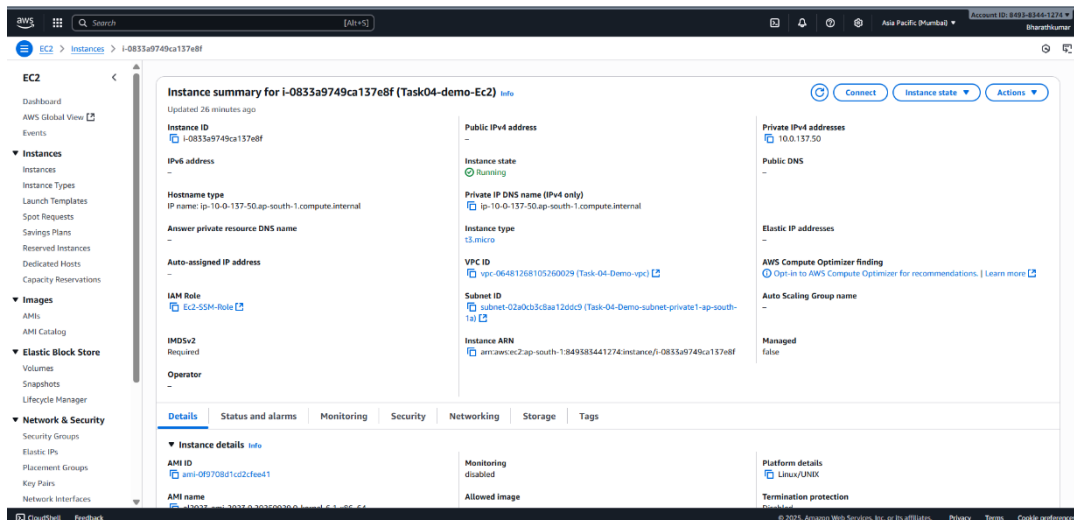 aws
Search
[Alt+S]
Asia Pacific (Mumbai)
Account ID: 8493-8344-1274
Bharathkumar
EC2 > Instances > i-0833a9749ca137e8f
EC2
Dashboard
AWS Global View
Events
Instances
Instances
Instance Types
Launch Templates
Spot Requests
Savings Plans
Reserved Instances
Dedicated Hosts
Capacity Reservations
Images
AMIs
AMI Catalog
Elastic Block Store
Volumes
Snapshots
Lifecycle Manager
Network & Security
Security Groups
Elastic IPs
Placement Groups
Key Pairs
Network Interfaces
Instance summary for i-0833a9749ca137e8f (Task04-demo-Ec2) Info
Updated 26 minutes ago
Connect
Instance state
Actions
Instance ID
i-0833a9749ca137e8f
Public IPv4 address
–
Private IPv4 addresses
10.0.137.50
IPv6 address
–
Instance state
Running
Public DNS
–
Hostname type
IP name: ip-10-0-137-50.ap-south-1.compute.internal
Private IP DNS name (IPv4 only)
ip-10-0-137-50.ap-south-1.compute.internal
Answer private resource DNS name
–
Instance type
t3.micro
Elastic IP addresses
–
Auto-assigned IP address
–
VPC ID
vpc-06481268105260029 (Task-04-Demo-vpc)
AWS Compute Optimizer finding
Opt-in to AWS Compute Optimizer for recommendations. | Learn more
IAM Role
Ec2-SSM-Role
Subnet ID
subnet-02a0cb3c8aa12ddc9 (Task-04-Demo-subnet-private1-ap-south-
1a)
Auto Scaling Group name
–
IMDSv2
Required
Instance ARN
arn:aws:ec2:ap-south-1:849383441274:instance/i-0833a9749ca137e8f
Managed
false
Operator
–
Details
Status and alarms
Monitoring
Security
Networking
Storage
Tags
Instance details Info
AMI ID
ami-0f9708d1cd2cfee41
Monitoring
disabled
Platform details
Linux/UNIX
AMI name
Allowed image
Termination protection
Disabled
CloudShell
Feedback
© 2025, Amazon Web Services, Inc. or its affiliates.
Privacy
Terms
Cookie preferences